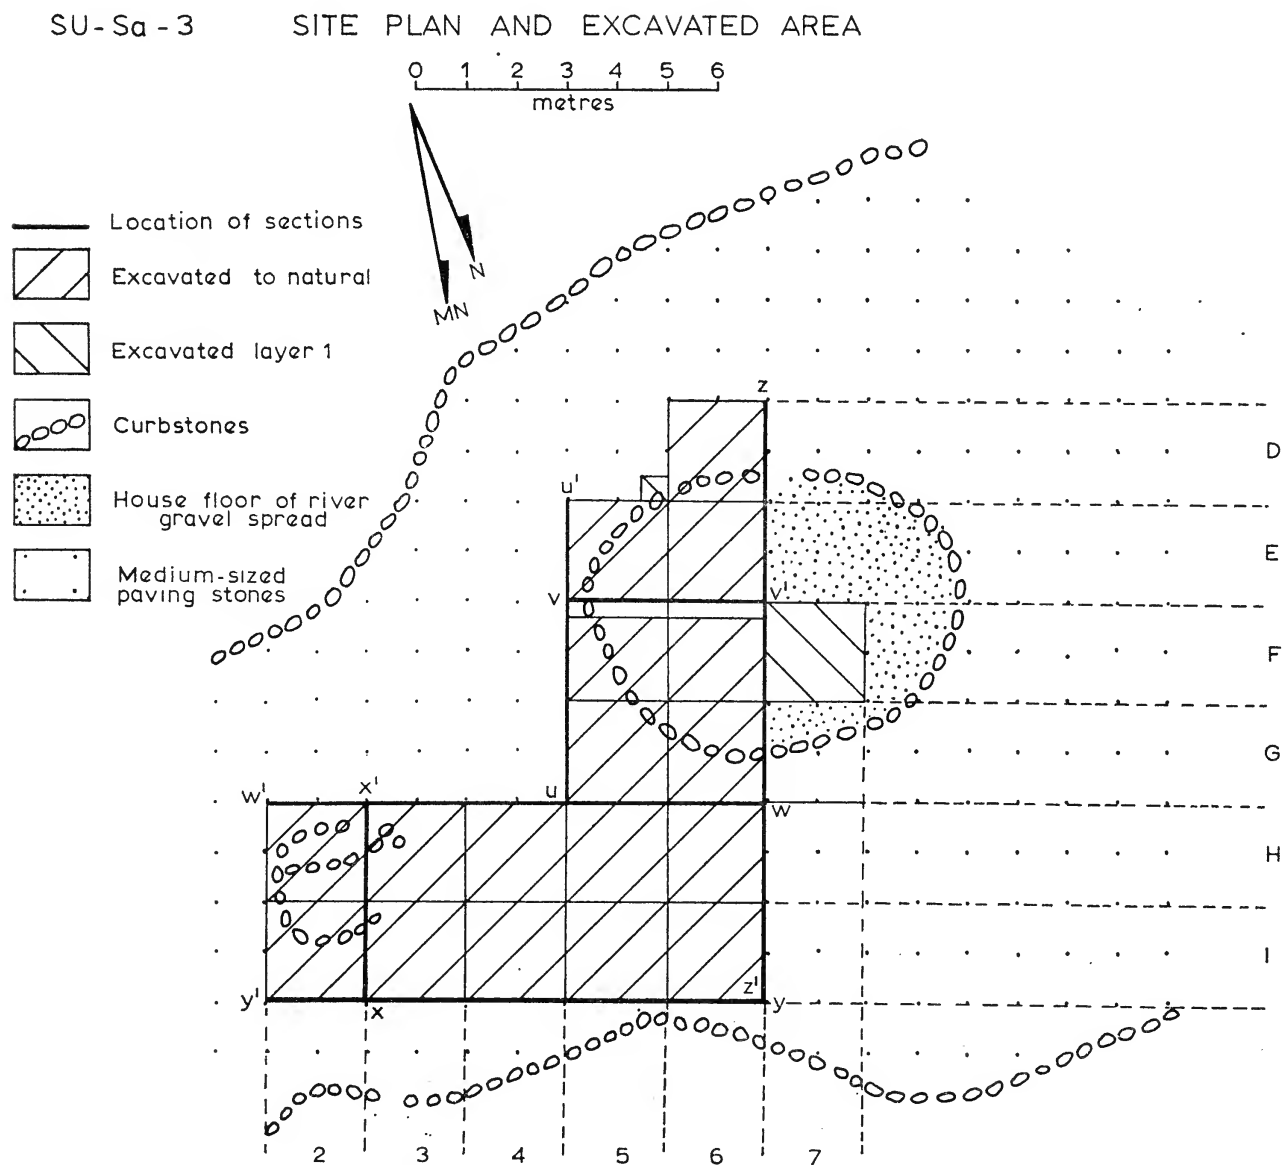 SU-Sa-3 SITE PLAN AND EXCAVATED AREA
0 1 2 3 4 5 6
metres
N
MN
Location of sections
Excavated to natural
Excavated layer 1
Curbstones
House floor of river
gravel spread
Medium-sized
paving stones
z
D
u'
E
v v'
F
G
w' x' u w
H
I
y' x z' y
2 3 4 5 6 7